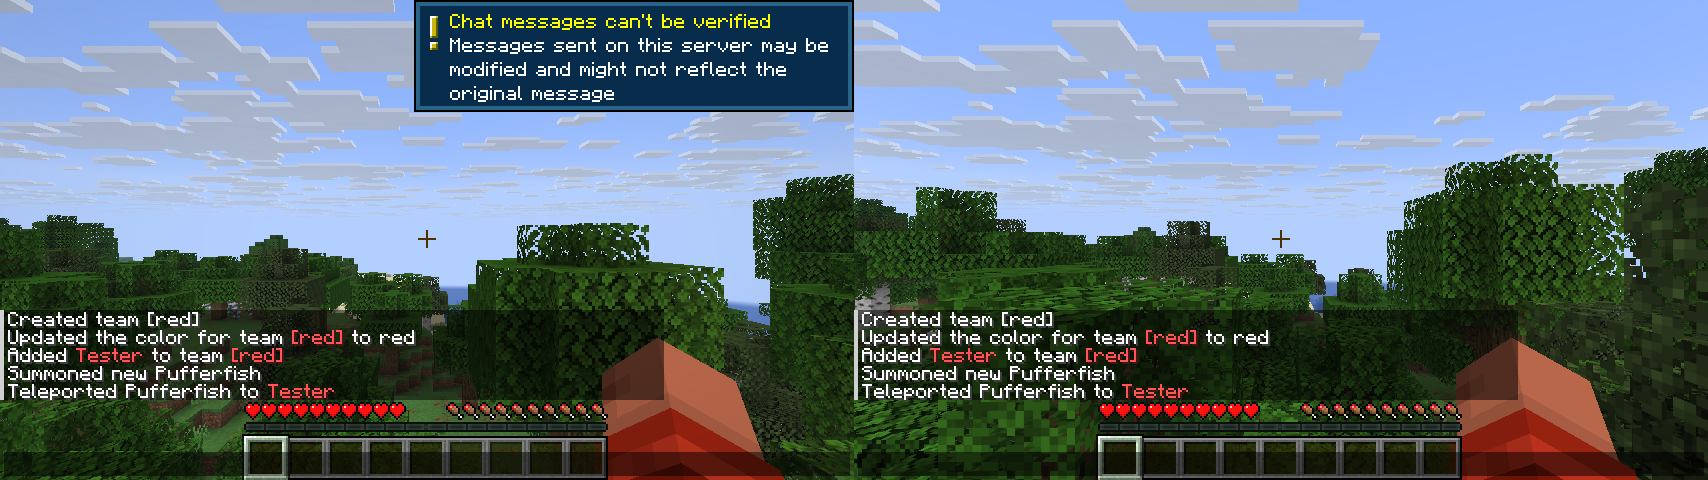 Chat messages can't be verified
Messages sent on this server may be
modified and might not reflect the
original message
Created team [red]
Updated the color for team [red] to red
Added Tester to team [red]
Summoned new Pufferfish
Teleported Pufferfish to Tester
Created team [red]
Updated the color for team [red] to red
Added Tester to team [red]
Summoned new Pufferfish
Teleported Pufferfish to Tester